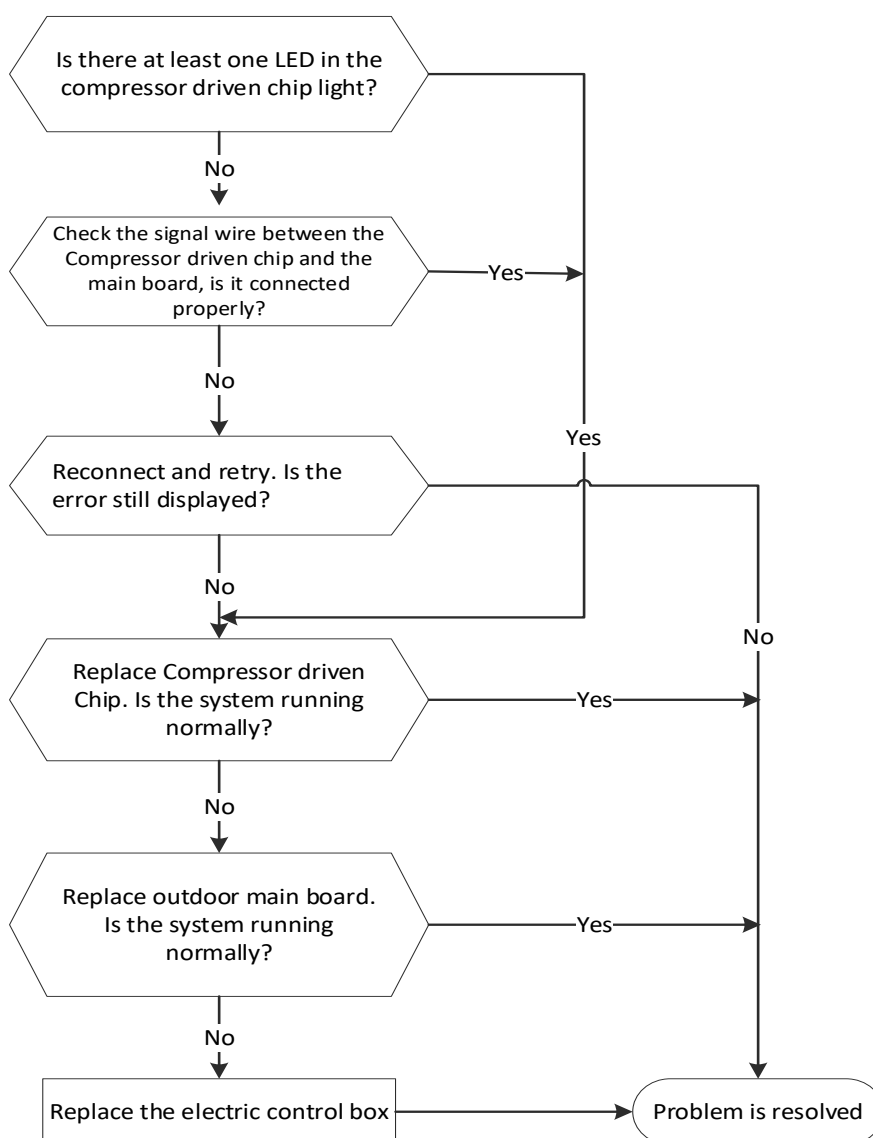 Is there at least one LED in the
compressor driven chip light?
No
Check the signal wire between the
Compressor driven chip and the
main board, is it connected
properly?
Yes
No
Yes
Reconnect and retry. Is the
error still displayed?
No
No
Replace Compressor driven
Chip. Is the system running
normally?
Yes
No
Replace outdoor main board.
Is the system running
normally?
Yes
No
Replace the electric control box
Problem is resolved